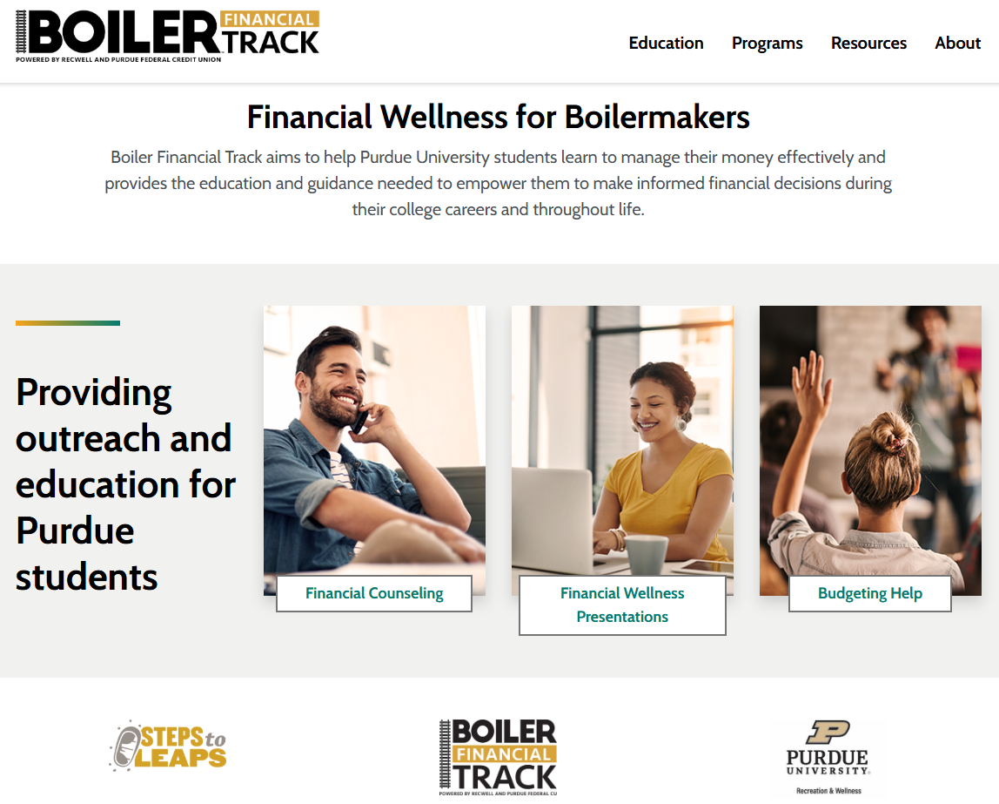 BOILER FINANCIAL TRACK
POWERED BY RECWELL AND PURDUE FEDERAL CREDIT UNION
Education Programs Resources About
Financial Wellness for Boilermakers
Boiler Financial Track aims to help Purdue University students learn to manage their money effectively and
provides the education and guidance needed to empower them to make informed financial decisions during
their college careers and throughout life.
Providing
outreach and
education for
Purdue
students
Financial Counseling
Financial Wellness
Presentations
Budgeting Help
STEPS to
LEAPS
BOILER
FINANCIAL
TRACK
POWERED BY RECWELL AND PURDUE FEDERAL CU
PURDUE
UNIVERSITY®
Recreation & Wellness